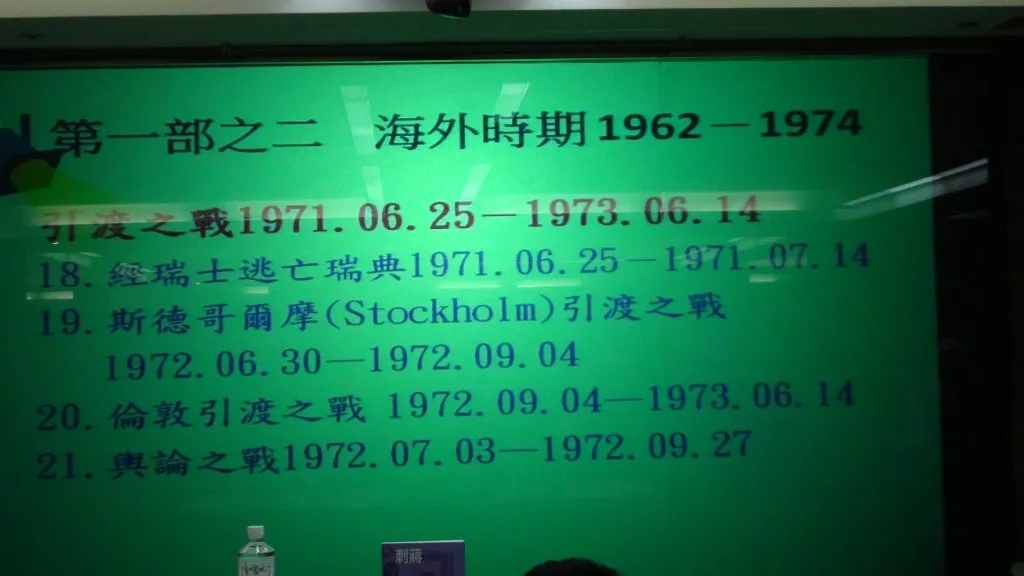 第一部之二 海外時期1962－1974
引渡之戰1971.06.25－1973.06.14
18.經瑞士逃亡瑞典1971.06.25－1971.07.14
19.斯德哥爾摩(Stockholm)引渡之戰
1972.06.30—1972.09.04
20.倫敦引渡之戰 1972.09.04—1973.06.14
21.輿論之戰1972.07.03—1972.09.27
刺蔣